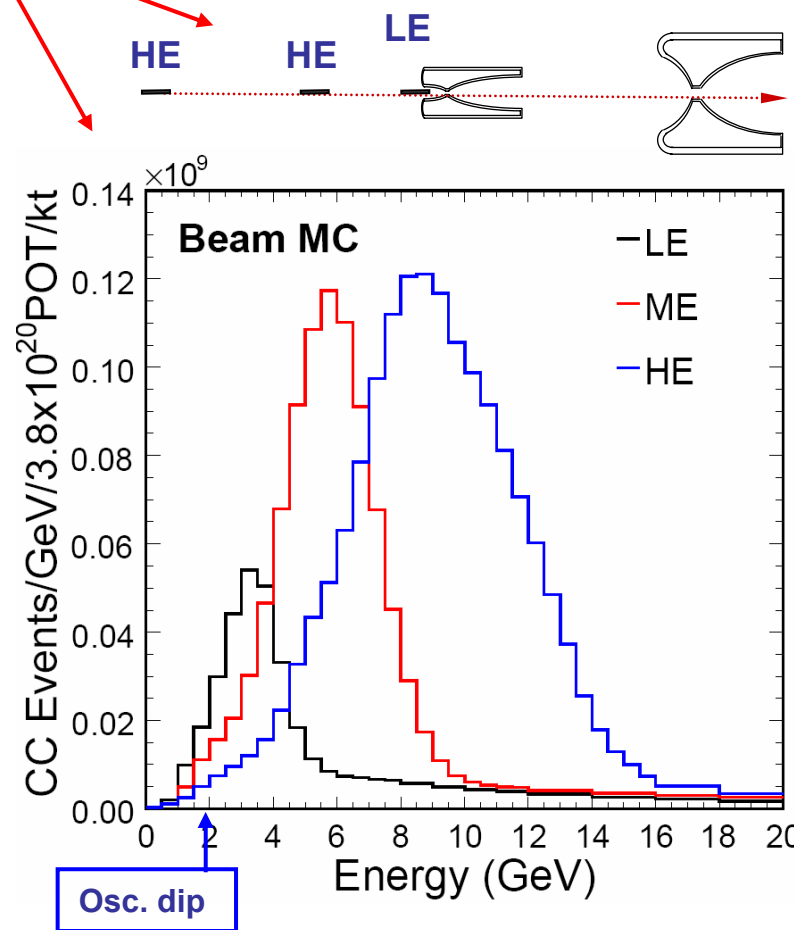 LE
HE HE
×10⁹
Beam MC
LE
ME
HE
CC Events/GeV/3.8x10²⁰POT/kt
0.14
0.12
0.10
0.08
0.06
0.04
0.02
0.00
0 2 4 6 8 10 12 14 16 18 20
Energy (GeV)
Osc. dip